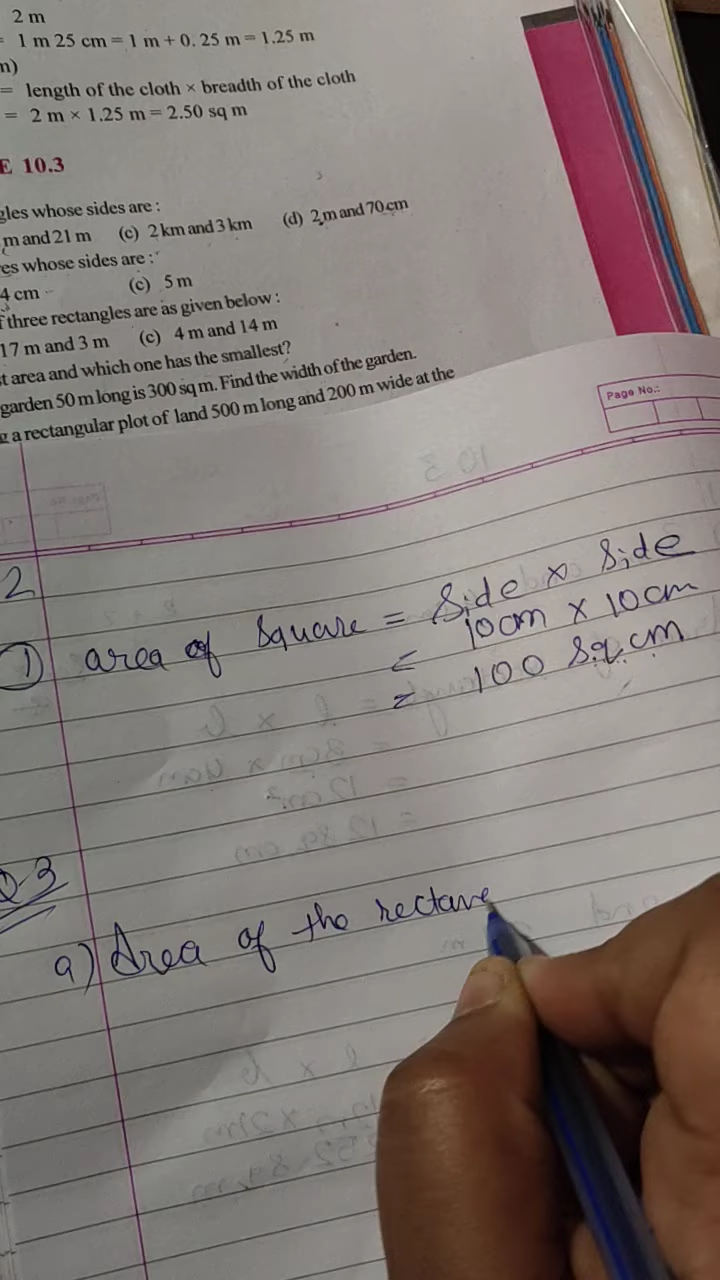 2 m
= 1 m 25 cm = 1 m + 0. 25 m = 1.25 m
n)
= length of the cloth × breadth of the cloth
= 2 m × 1.25 m = 2.50 sq m
E 10.3
gles whose sides are :
m and 21 m (c) 2 km and 3 km (d) 2 m and 70 cm
es whose sides are :
4 cm (c) 5 m
f three rectangles are as given below :
17 m and 3 m (c) 4 m and 14 m
t area and which one has the smallest?
garden 50 m long is 300 sq m. Find the width of the garden.
g a rectangular plot of land 500 m long and 200 m wide at the
Page No.:
2
1 area of square = Side × Side
= 10cm × 10cm
= 100 Sq.cm
Q3
a) Area of the rectane